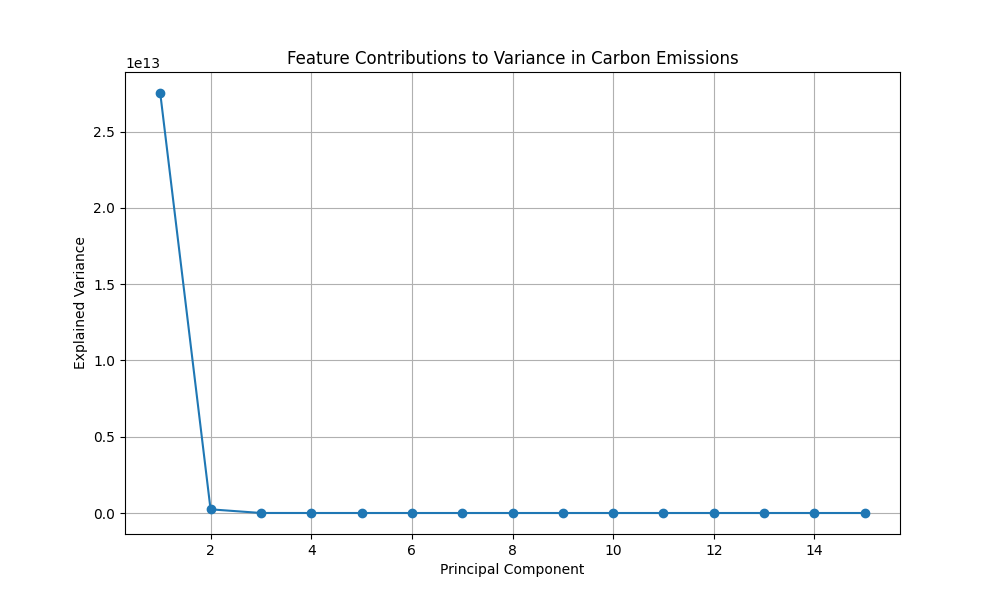 Feature Contributions to Variance in Carbon Emissions
1e13
2.5
2.0
1.5
1.0
0.5
0.0
Explained Variance
2 4 6 8 10 12 14
Principal Component